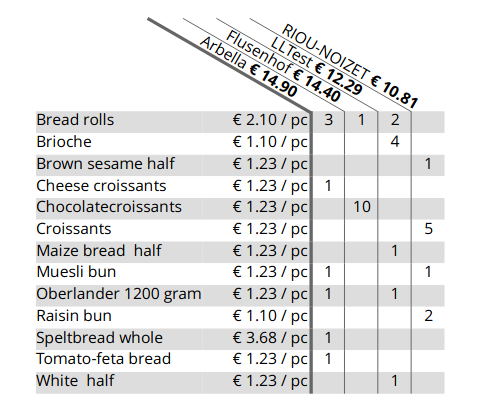 Arbella € 14.90
Flusenhof € 14.40
LLTest € 12.29
RIOU-NOIZET € 10.81
Bread rolls € 2.10 / pc 3 1 2
Brioche € 1.10 / pc 4
Brown sesame half € 1.23 / pc 1
Cheese croissants € 1.23 / pc 1
Chocolatecroissants € 1.23 / pc 10
Croissants € 1.23 / pc 5
Maize bread half € 1.23 / pc 1
Muesli bun € 1.23 / pc 1 1
Oberlander 1200 gram € 1.23 / pc 1 1
Raisin bun € 1.10 / pc 2
Speltbread whole € 3.68 / pc 1
Tomato-feta bread € 1.23 / pc 1
White half € 1.23 / pc 1